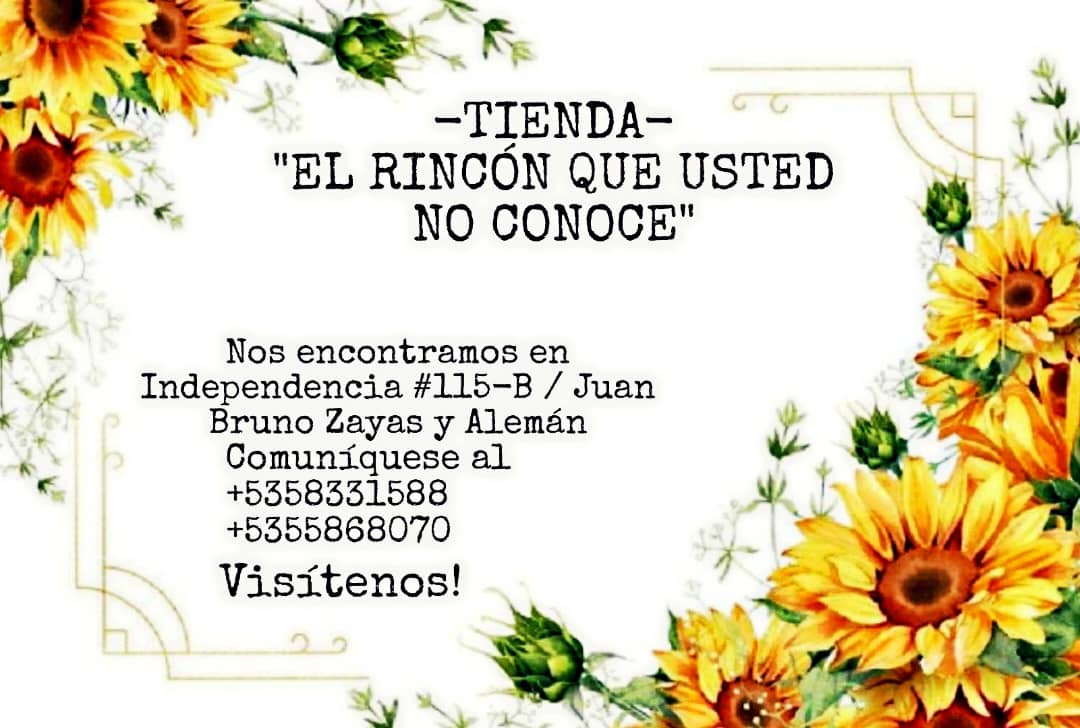 -TIENDA-
"EL RINCÓN QUE USTED
NO CONOCE"
Nos encontramos en
Independencia #115-B / Juan
Bruno Zayas y Alemán
Comuníquese al
+5358331588
+5355868070
Visítenos!